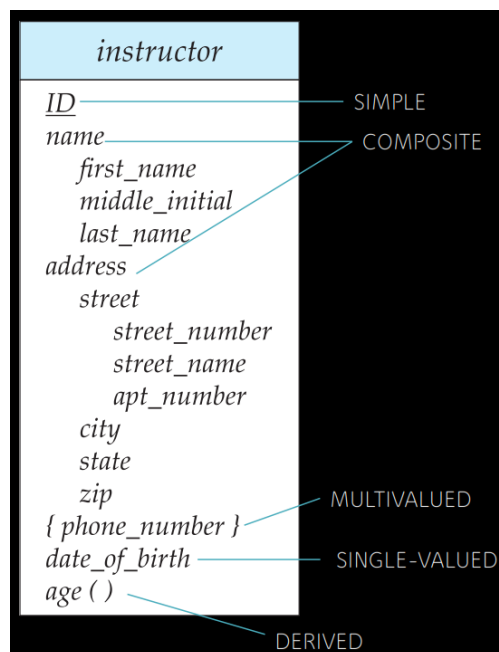 instructor
ID
SIMPLE
name
COMPOSITE
first_name
middle_initial
last_name
address
street
street_number
street_name
apt_number
city
state
zip
{ phone_number }
MULTIVALUED
date_of_birth
SINGLE-VALUED
age ( )
DERIVED